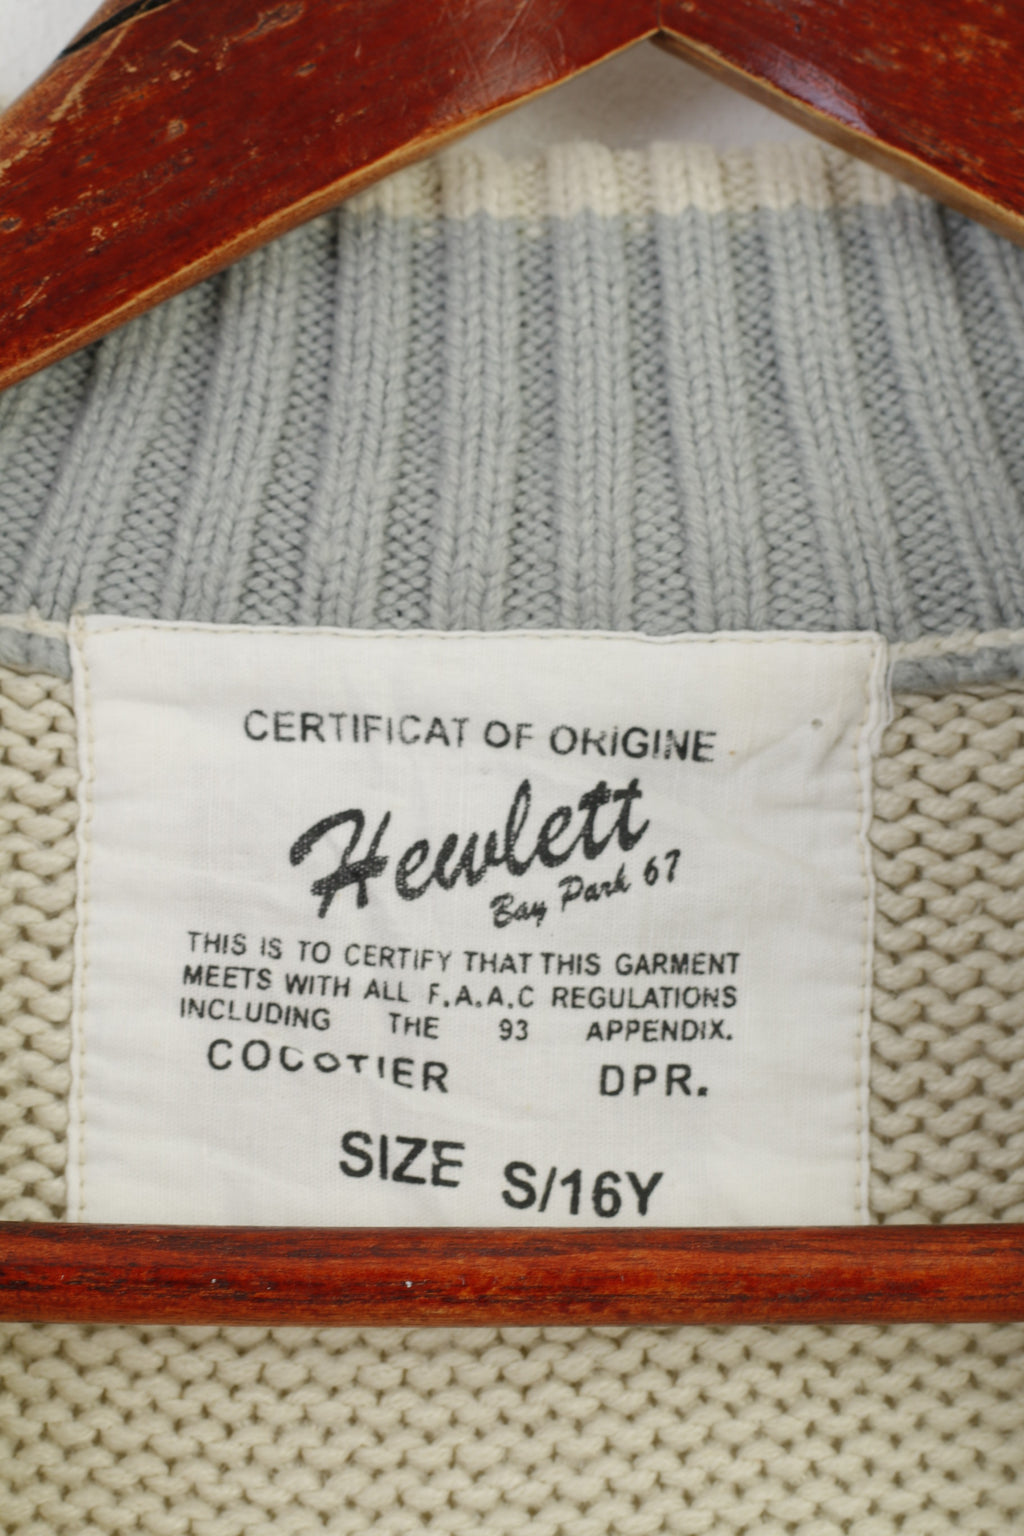 CERTIFICAT OF ORIGINE
Hewlett
Bay Park 67
THIS IS TO CERTIFY THAT THIS GARMENT
MEETS WITH ALL F.A.A.C REGULATIONS
INCLUDING THE 93 APPENDIX.
COCOTIER DPR.
SIZE S/16Y